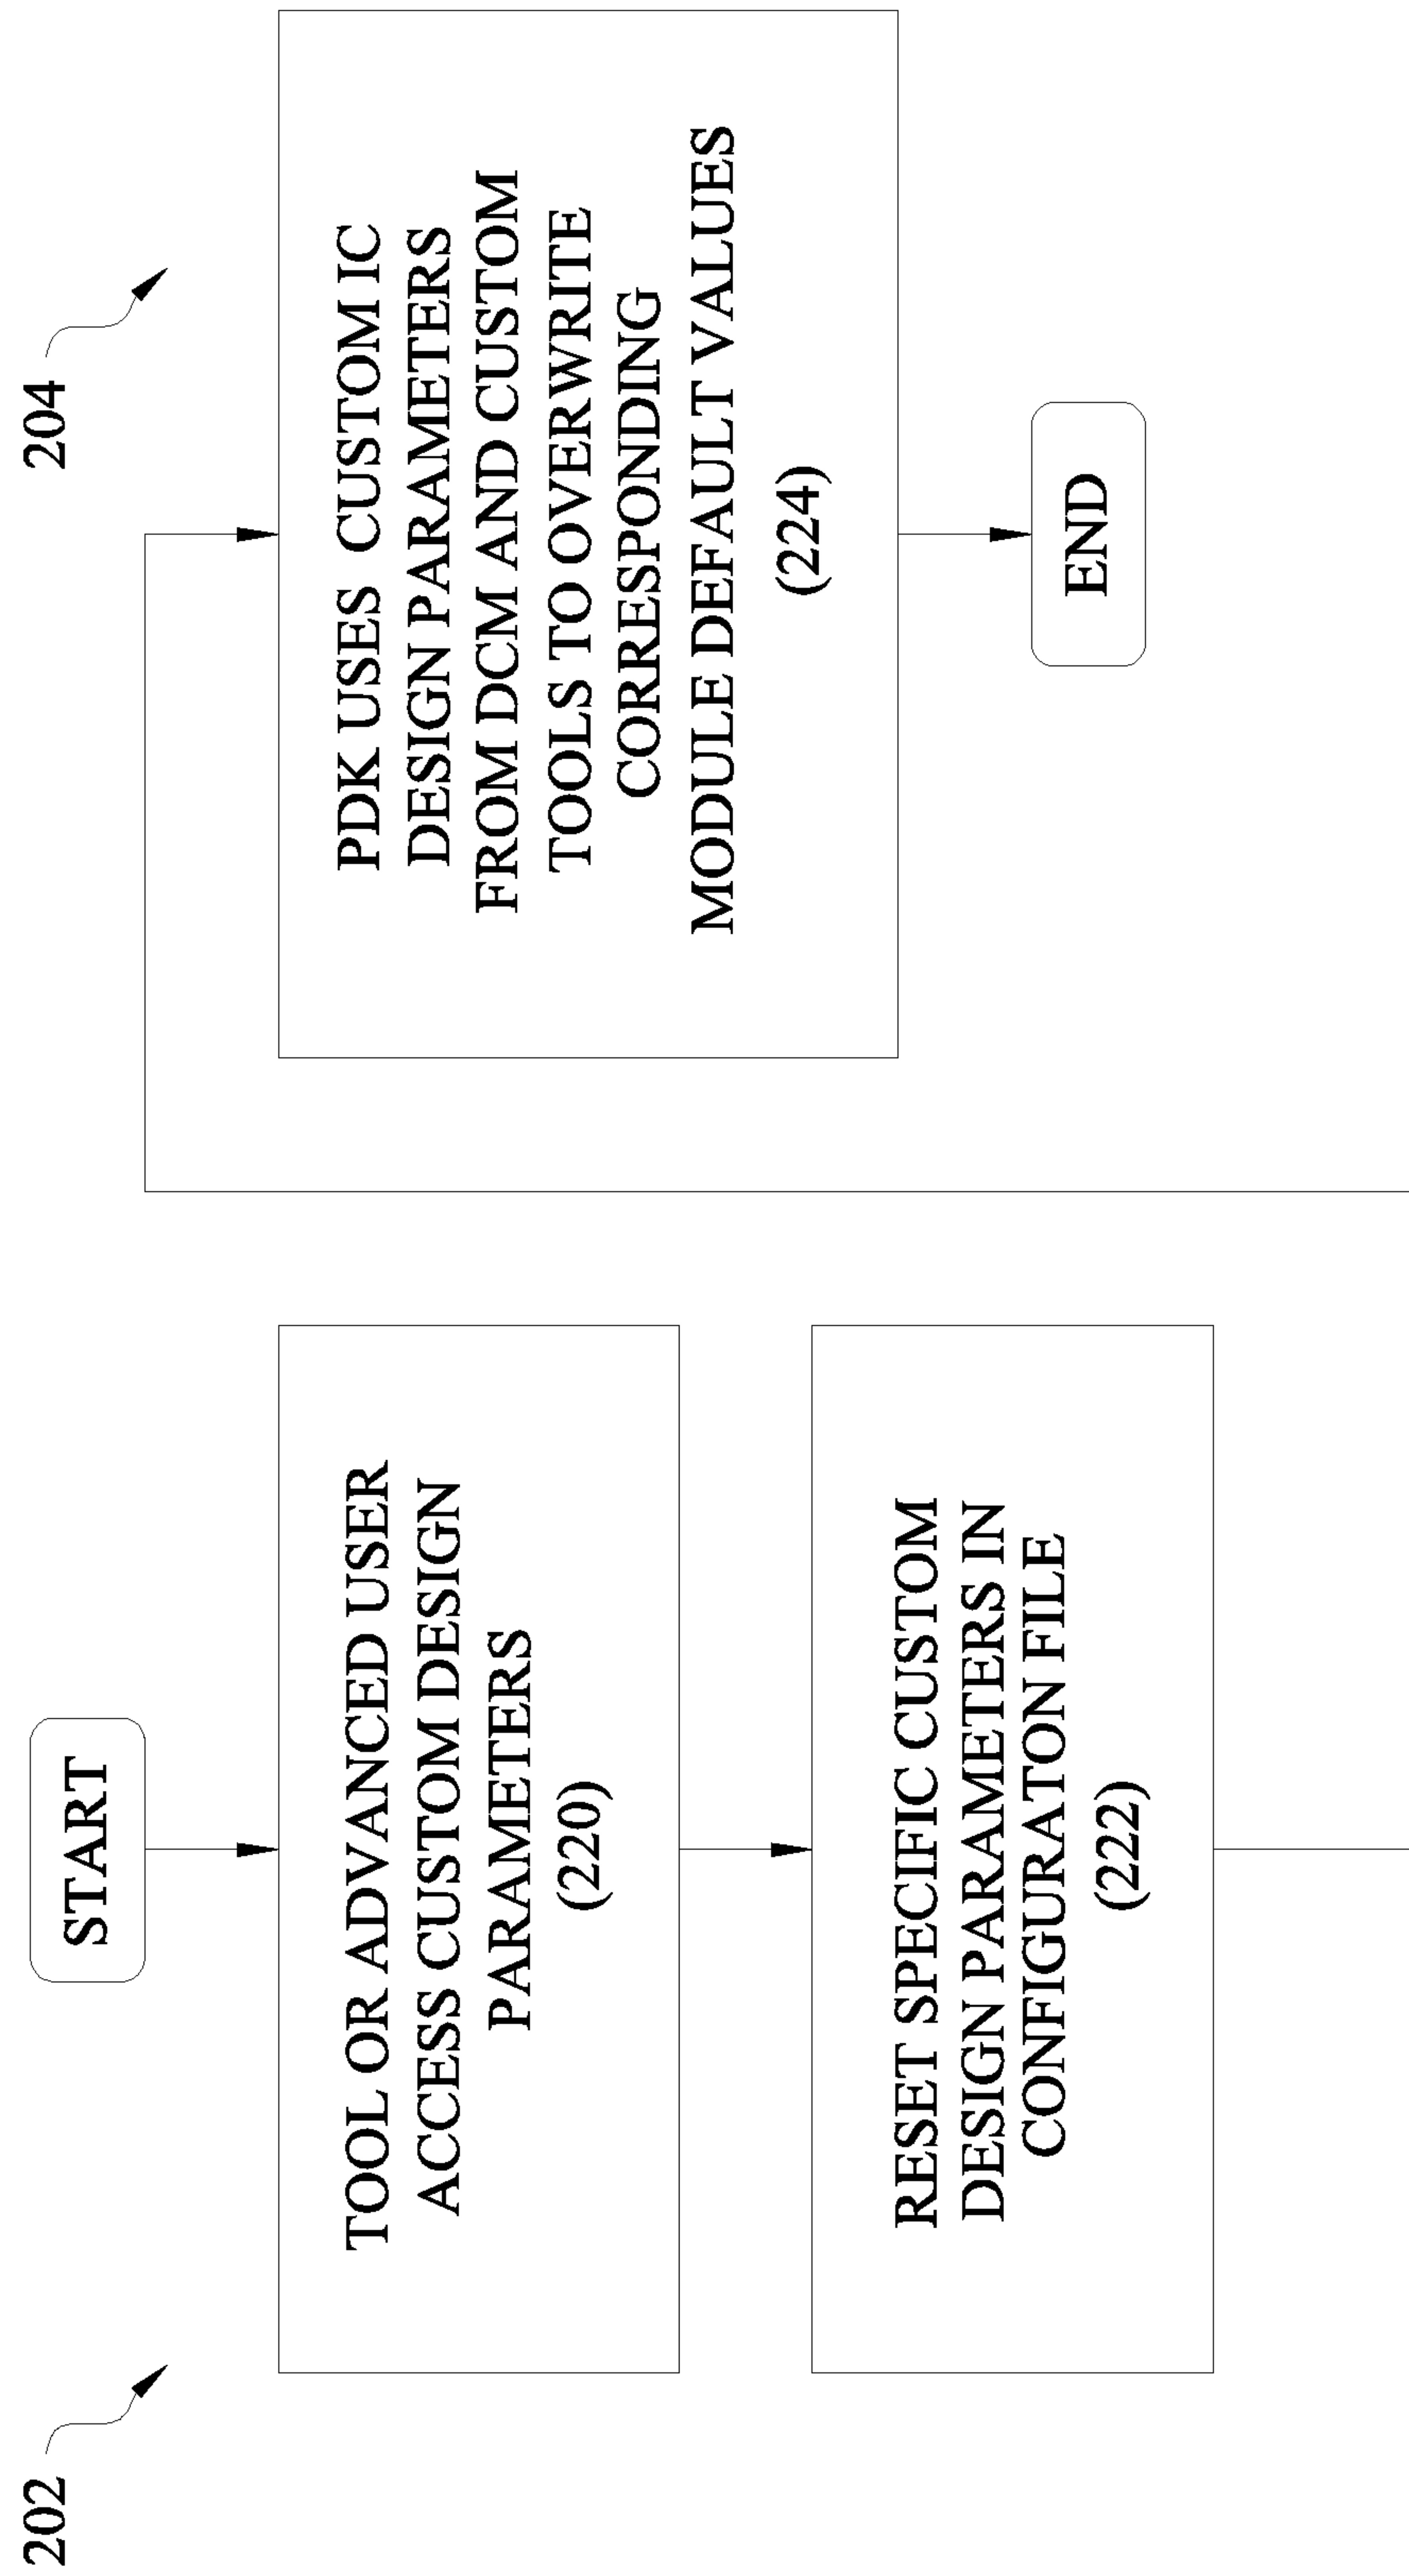 202
START
TOOL OR ADVANCED USER
ACCESS CUSTOM DESIGN
PARAMETERS
(220)
RESET SPECIFIC CUSTOM
DESIGN PARAMETERS IN
CONFIGURATON FILE
(222)
204
PDK USES CUSTOM IC
DESIGN PARAMETERS
FROM DCM AND CUSTOM
TOOLS TO OVERWRITE
CORRESPONDING
MODULE DEFAULT VALUES
(224)
END